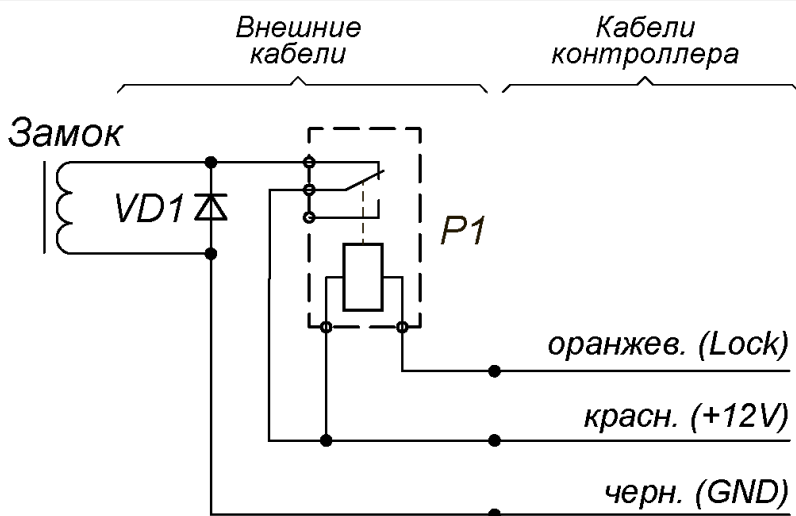 Внешние
кабели
Кабели
контроллера
Замок
VD1
P1
оранжев. (Lock)
красн. (+12V)
черн. (GND)